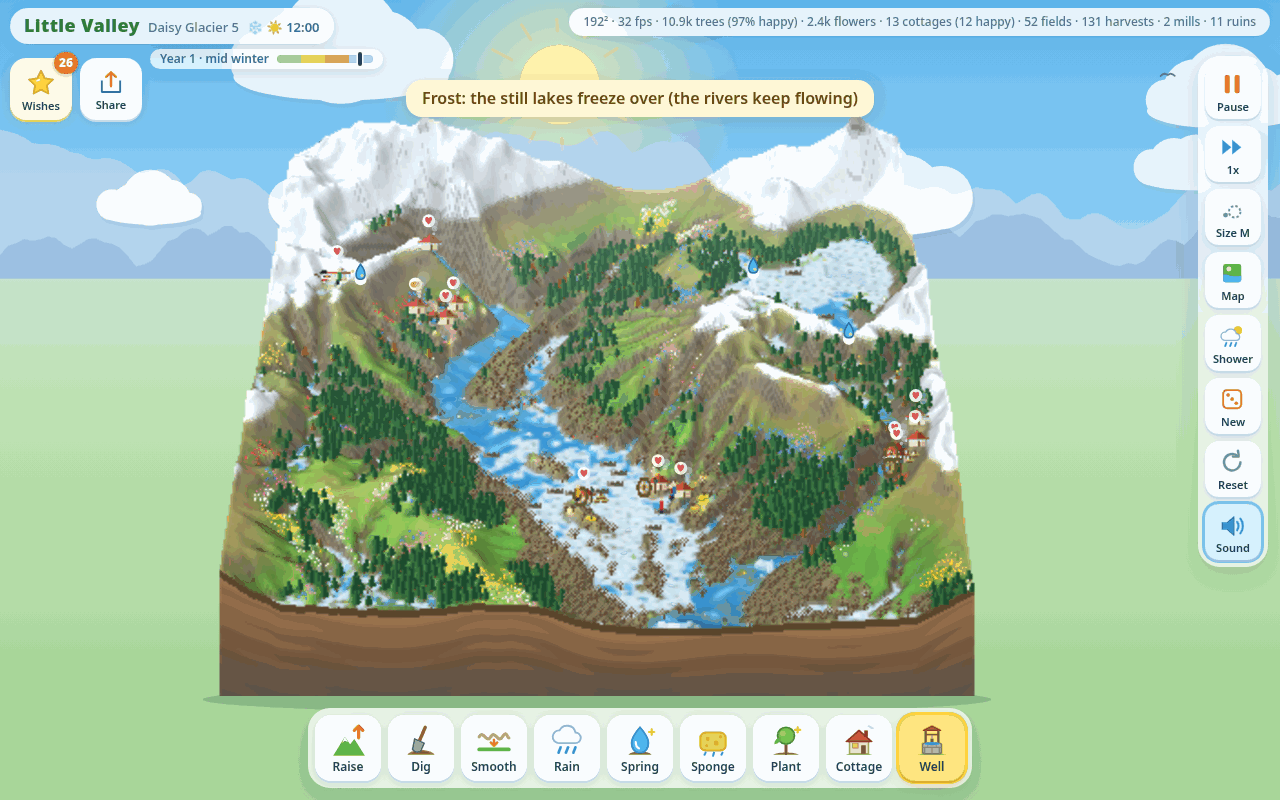 Little Valley Daisy Glacier 5 12:00
192² · 32 fps · 10.9k trees (97% happy) · 2.4k flowers · 13 cottages (12 happy) · 52 fields · 131 harvests · 2 mills · 11 ruins
Year 1 · mid winter
26
Wishes
Share
Frost: the still lakes freeze over (the rivers keep flowing)
Pause
1x
Size M
Map
Shower
New
Reset
Sound
Raise
Dig
Smooth
Rain
Spring
Sponge
Plant
Cottage
Well